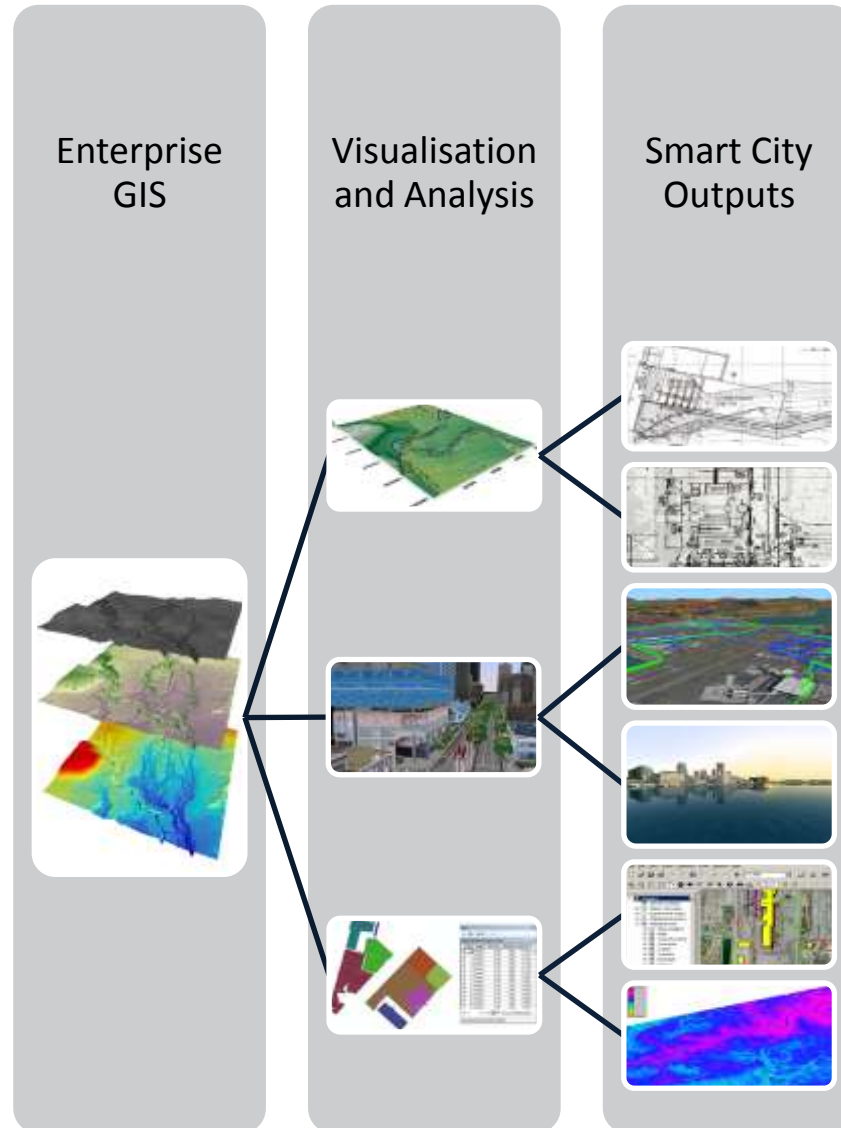 Enterprise
GIS
Visualisation
and Analysis
Smart City
Outputs